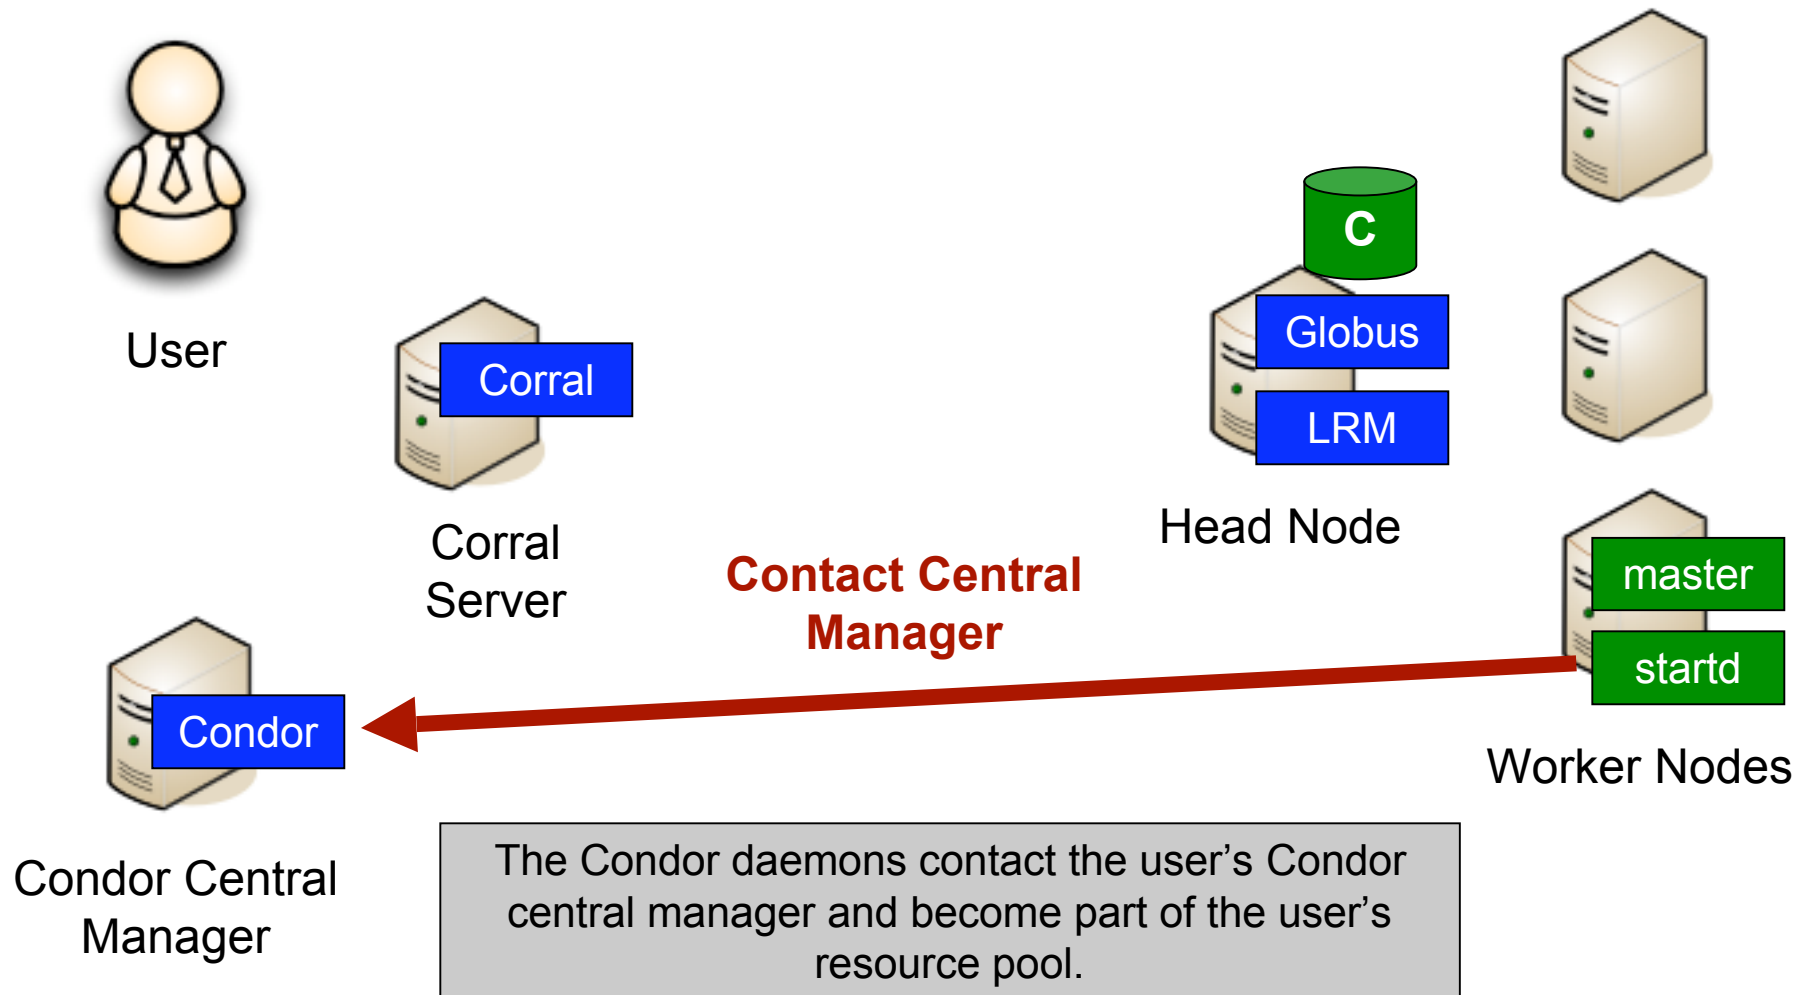 User
Corral
Corral
Server
C
Globus
LRM
Head Node
Contact Central
Manager
master
startd
Worker Nodes
Condor
Condor Central
Manager
The Condor daemons contact the user’s Condor
central manager and become part of the user’s
resource pool.